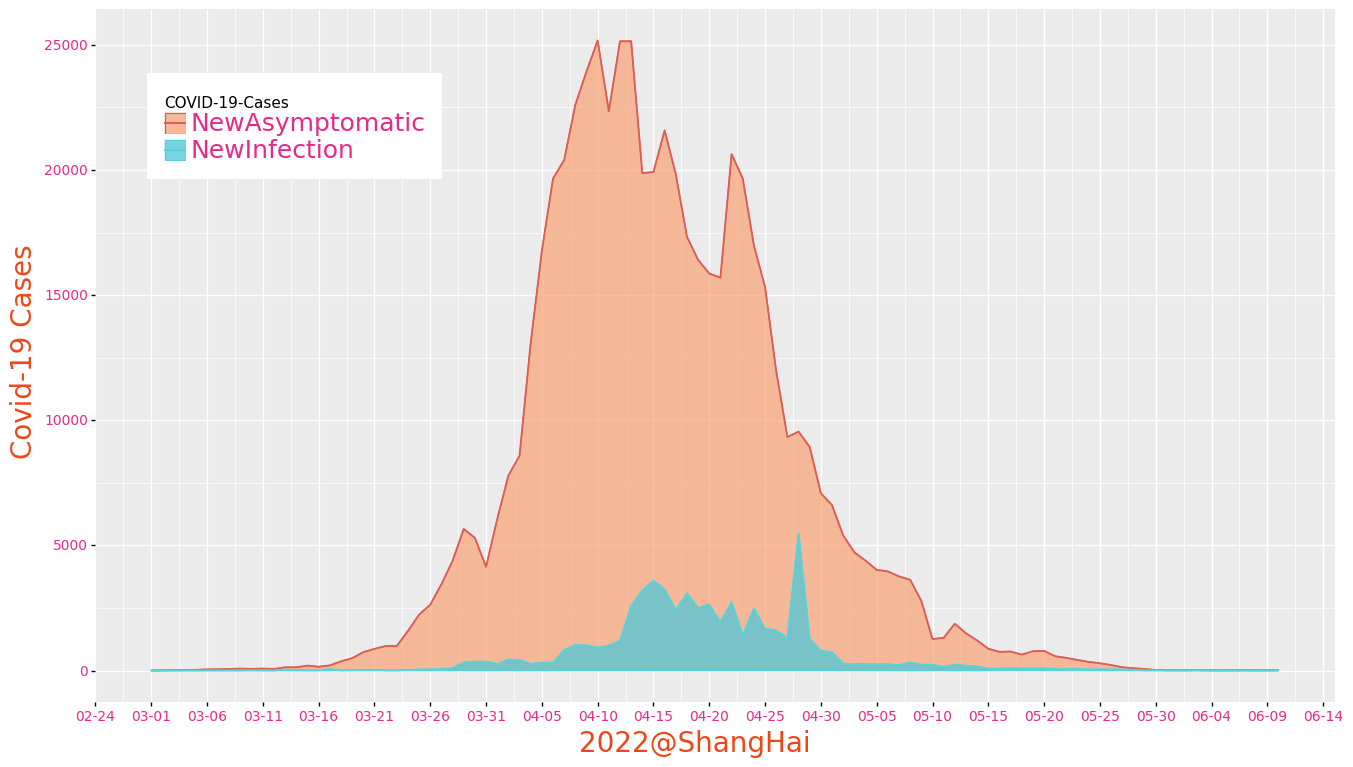 COVID-19-Cases
NewAsymptomatic
NewInfection
Covid-19 Cases
25000
20000
15000
10000
5000
0
02-24 03-01 03-06 03-11 03-16 03-21 03-26 03-31 04-05 04-10 04-15 04-20 04-25 04-30 05-05 05-10 05-15 05-20 05-25 05-30 06-04 06-09 06-14
2022@ShangHai